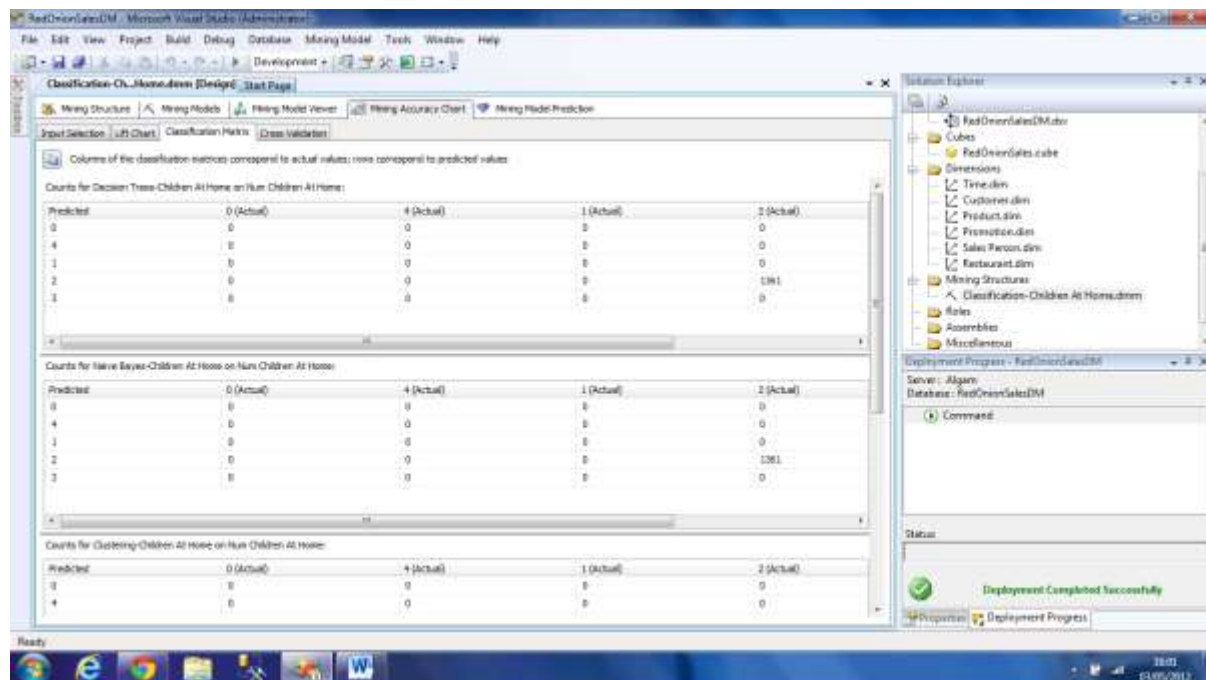 RedOnionSalesDM - Microsoft Visual Studio (Administrator)
File Edit View Project Build Debug Database Mining Model Tools Window Help
Development
Classification-Ch...Home.dmm [Design] Start Page
Mining Structure Mining Models Mining Model Viewer Mining Accuracy Chart Mining Model Prediction
Input Selection Lift Chart Classification Matrix Cross Validation
Columns of the classification matrices correspond to actual values; rows correspond to predicted values
Counts for Decision Trees-Children At Home on Num Children At Home:
Predicted 0 (Actual) 4 (Actual) 1 (Actual) 2 (Actual)
0 0 0 0 0
4 0 0 0 0
1 0 0 0 0
2 0 0 0 1361
3 0 0 0 0
Counts for Naive Bayes-Children At Home on Num Children At Home:
Predicted 0 (Actual) 4 (Actual) 1 (Actual) 2 (Actual)
0 0 0 0 0
4 0 0 0 0
1 0 0 0 0
2 0 0 0 1361
3 0 0 0 0
Counts for Clustering-Children At Home on Num Children At Home:
Predicted 0 (Actual) 4 (Actual) 1 (Actual) 2 (Actual)
0 0 0 0 0
4 0 0 0 0
Ready
Toolbox
Solution Explorer
RedOnionSalesDM.dsv
Cubes
RedOnionSales.cube
Dimensions
Time.dim
Customer.dim
Product.dim
Promotion.dim
Sales Person.dim
Restaurant.dim
Mining Structures
Classification-Children At Home.dmm
Roles
Assemblies
Miscellaneous
Deployment Progress - RedOnionSalesDM
Server: Algam
Database: RedOnionSalesDM
Command
Status:
Deployment Completed Successfully
Properties Deployment Progress